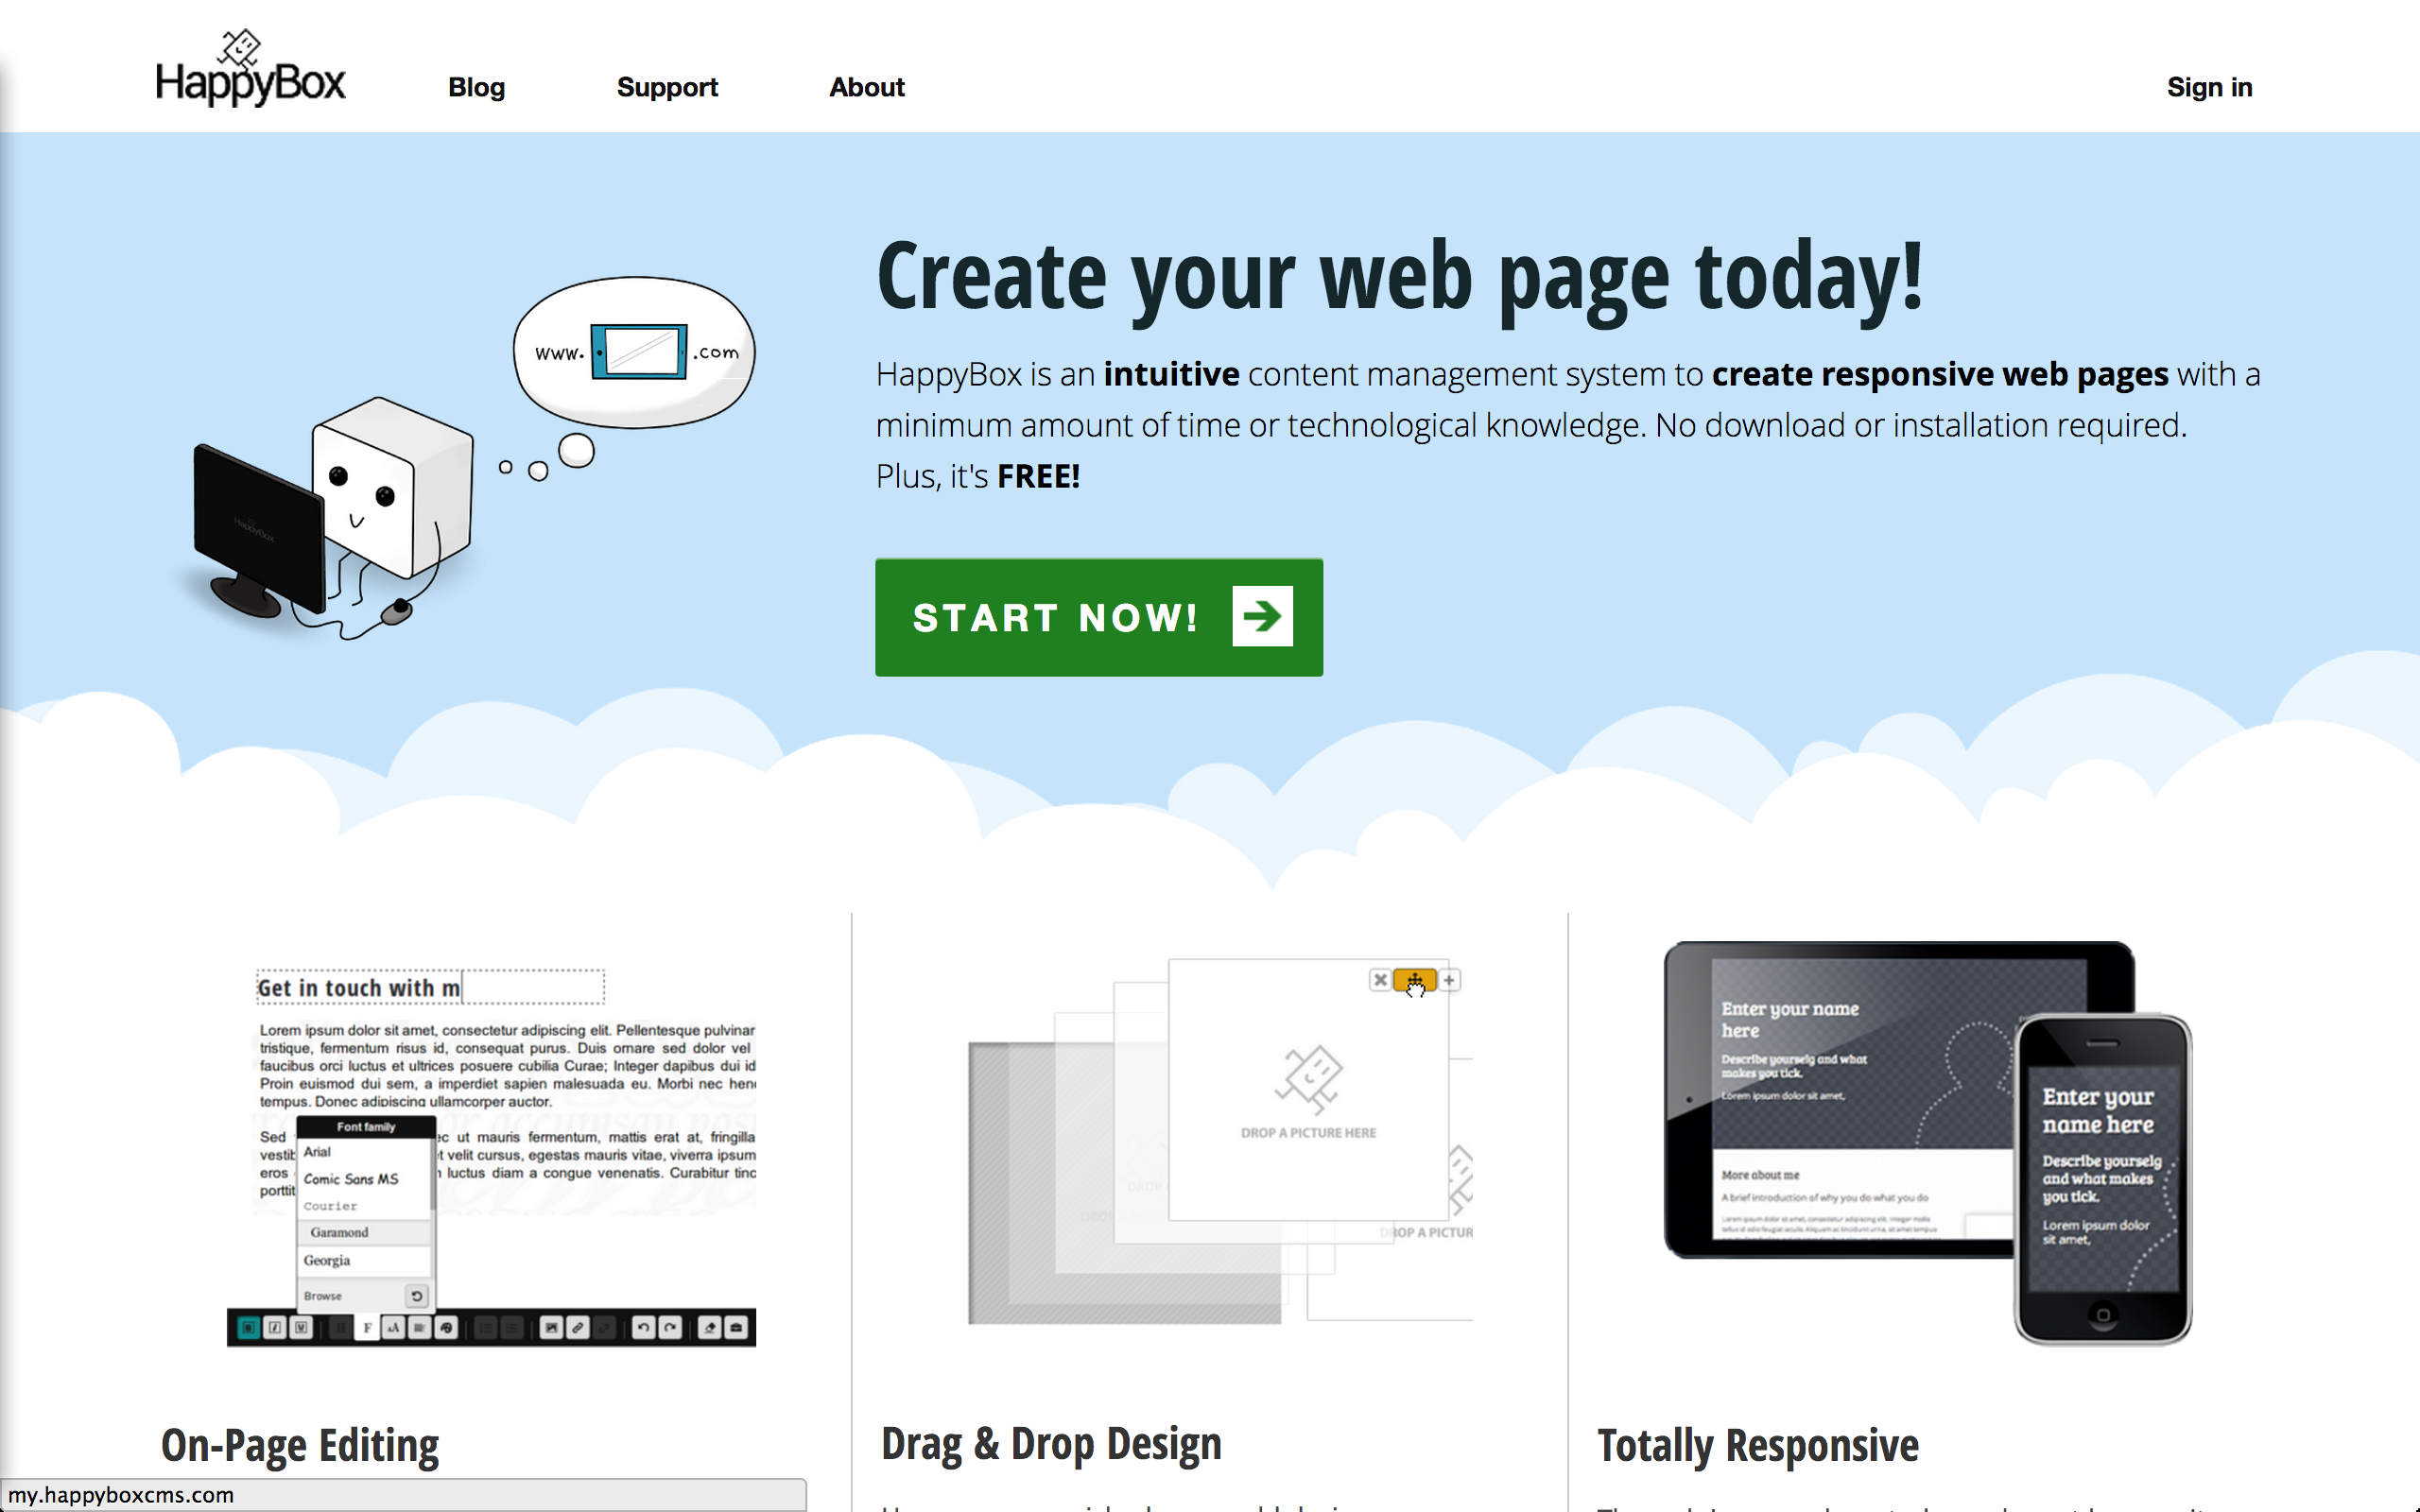 HappyBox
Blog
Support
About
Sign in
Create your web page today!
HappyBox is an intuitive content management system to create responsive web pages with a
minimum amount of time or technological knowledge. No download or installation required.
Plus, it's FREE!
www.
.com
HappyBox
START NOW!
Get in touch with m
Lorem ipsum dolor sit amet, consectetur adipiscing elit. Pellentesque pulvinar
tristique, fermentum risus id, consequat purus. Duis ornare sed dolor vel
faucibus orci luctus et ultrices posuere cubilia Curae; Integer dapibus dui id
Proin euismod dui sem, a imperdiet sapien malesuada eu. Morbi nec hen
tempus. Donec adipiscing ullamcorper auctor.
Sed ec ut mauris fermentum, mattis erat at, fringilla
vestib t velit cursus, egestas mauris vitae, viverra ipsum
eros luctus diam a congue venenatis. Curabitur tinc
porttit
Font family
Arial
Comic Sans MS
Courier
Garamond
Georgia
Browse
DROP A PICTURE HERE
DROP A PICTUR
Enter your name
here
Describe yourselg and what
makes you tick.
Lorem ipsum dolor sit amet,
More about me
A brief introduction of why you do what you do
Enter your
name here
Describe yourselg
and what makes
you tick.
Lorem ipsum dolor
sit amet,
On-Page Editing
Drag & Drop Design
Totally Responsive
my.happyboxcms.com